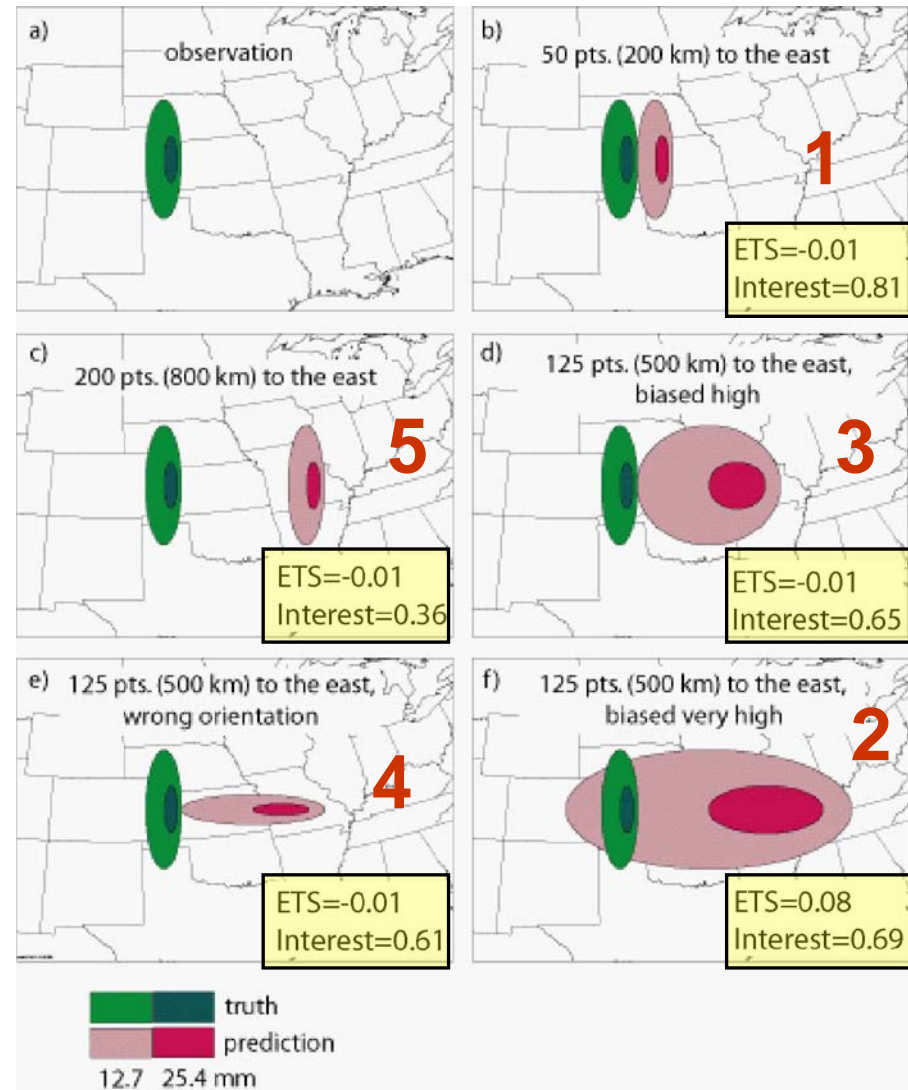 a)
observation
b)
50 pts. (200 km) to the east
1
ETS=-0.01
Interest=0.81
c)
200 pts. (800 km) to the east
5
ETS=-0.01
Interest=0.36
d)
125 pts. (500 km) to the east,
biased high
3
ETS=-0.01
Interest=0.65
e)
125 pts. (500 km) to the east,
wrong orientation
4
ETS=-0.01
Interest=0.61
f)
125 pts. (500 km) to the east,
biased very high
2
ETS=0.08
Interest=0.69
truth
prediction
12.7 25.4 mm